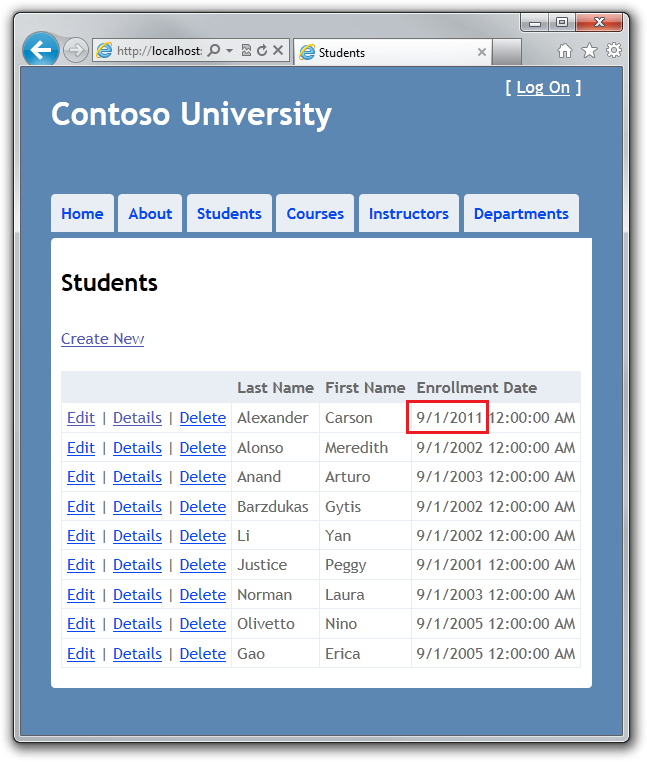 http://localhost:
Students
[ Log On ]
Contoso University
Home About Students Courses Instructors Departments
Students
Create New
Last Name First Name Enrollment Date
Edit | Details | Delete Alexander Carson 9/1/2011 12:00:00 AM
Edit | Details | Delete Alonso Meredith 9/1/2002 12:00:00 AM
Edit | Details | Delete Anand Arturo 9/1/2003 12:00:00 AM
Edit | Details | Delete Barzdukas Gytis 9/1/2002 12:00:00 AM
Edit | Details | Delete Li Yan 9/1/2002 12:00:00 AM
Edit | Details | Delete Justice Peggy 9/1/2001 12:00:00 AM
Edit | Details | Delete Norman Laura 9/1/2003 12:00:00 AM
Edit | Details | Delete Olivetto Nino 9/1/2005 12:00:00 AM
Edit | Details | Delete Gao Erica 9/1/2005 12:00:00 AM